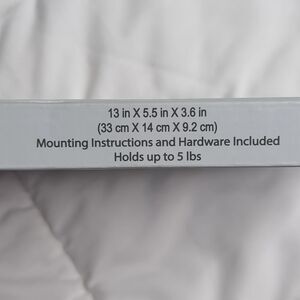 13 in X 5.5 in X 3.6 in
(33 cm X 14 cm X 9.2 cm)
Mounting Instructions and Hardware Included
Holds up to 5 lbs